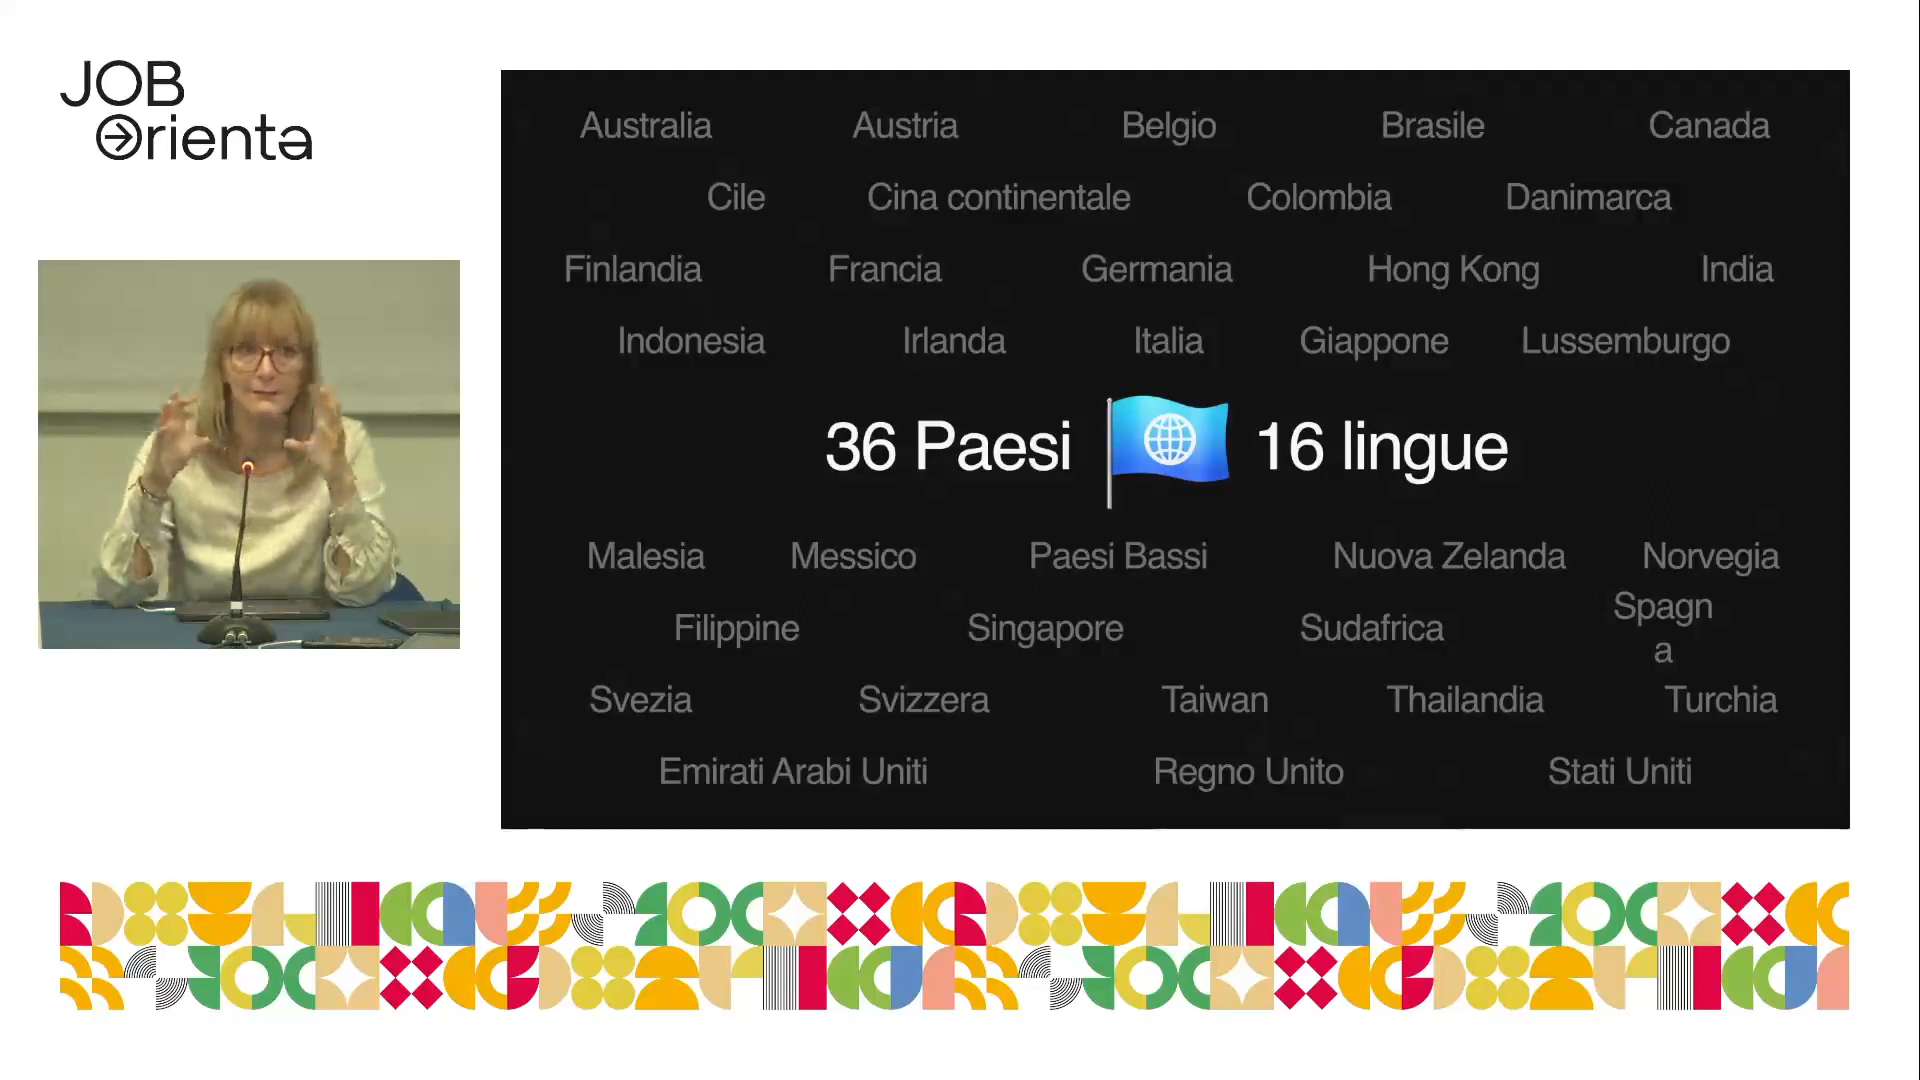 JOB
Orienta
Australia Austria Belgio Brasile Canada
Cile Cina continentale Colombia Danimarca
Finlandia Francia Germania Hong Kong India
Indonesia Irlanda Italia Giappone Lussemburgo
36 Paesi 16 lingue
Malesia Messico Paesi Bassi Nuova Zelanda Norvegia
Filippine Singapore Sudafrica Spagn
a
Svezia Svizzera Taiwan Thailandia Turchia
Emirati Arabi Uniti Regno Unito Stati Uniti